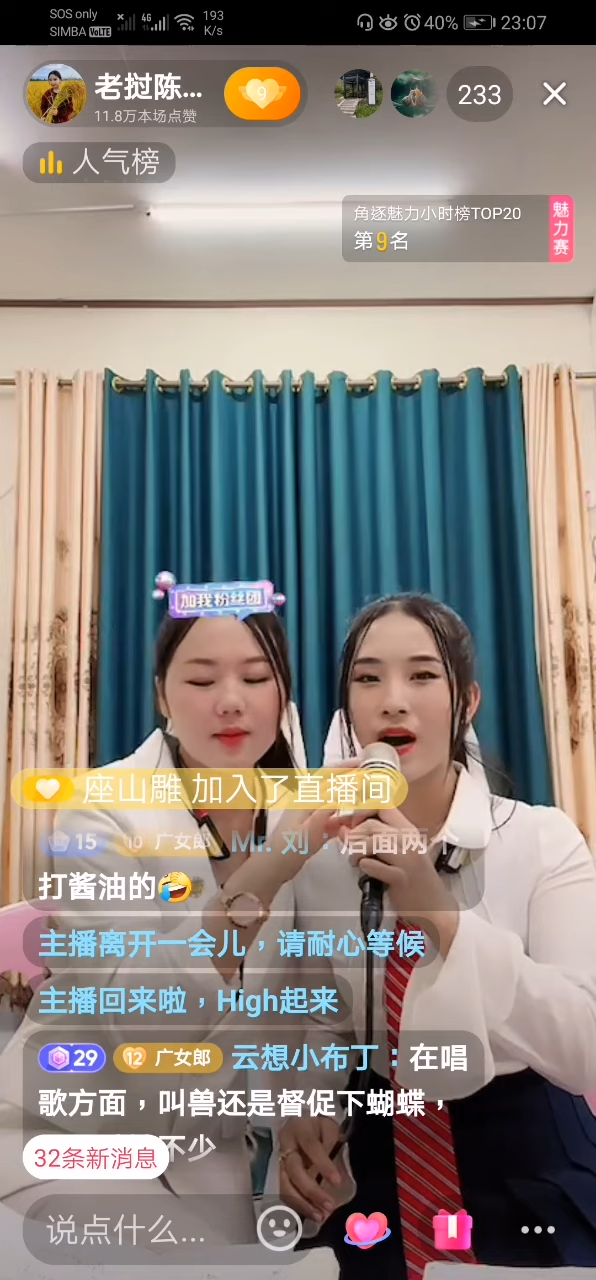 SOS only
SIMBA VoLTE
4G
193
K/s
40%
23:07
老挝陈...
11.8万本场点赞
9
233
人气榜
角逐魅力小时榜TOP20
第9名
魅力赛
加我粉丝团
座山雕 加入了直播间
15 10 广女郎 Mr. 刘：后面两个
打酱油的🤣
主播离开一会儿，请耐心等候
主播回来啦，High起来
29 12 广女郎 云想小布丁：在唱
歌方面，叫兽还是督促下蝴蝶，
不少
32条新消息
说点什么...